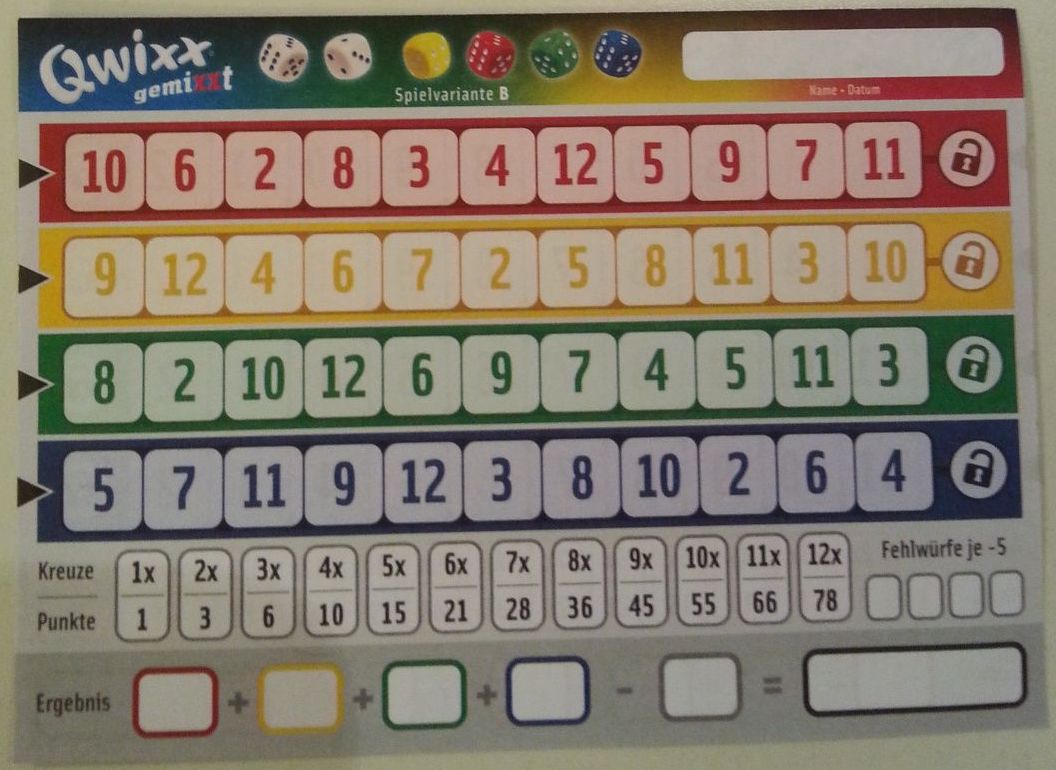 Qwixx
gemixxt
Spielvariante B
Name - Datum
10 6 2 8 3 4 12 5 9 7 11
9 12 4 6 7 2 5 8 11 3 10
8 2 10 12 6 9 7 4 5 11 3
5 7 11 9 12 3 8 10 2 6 4
Kreuze 1x 2x 3x 4x 5x 6x 7x 8x 9x 10x 11x 12x
Punkte 1 3 6 10 15 21 28 36 45 55 66 78
Fehlwürfe je -5
Ergebnis + + + - =